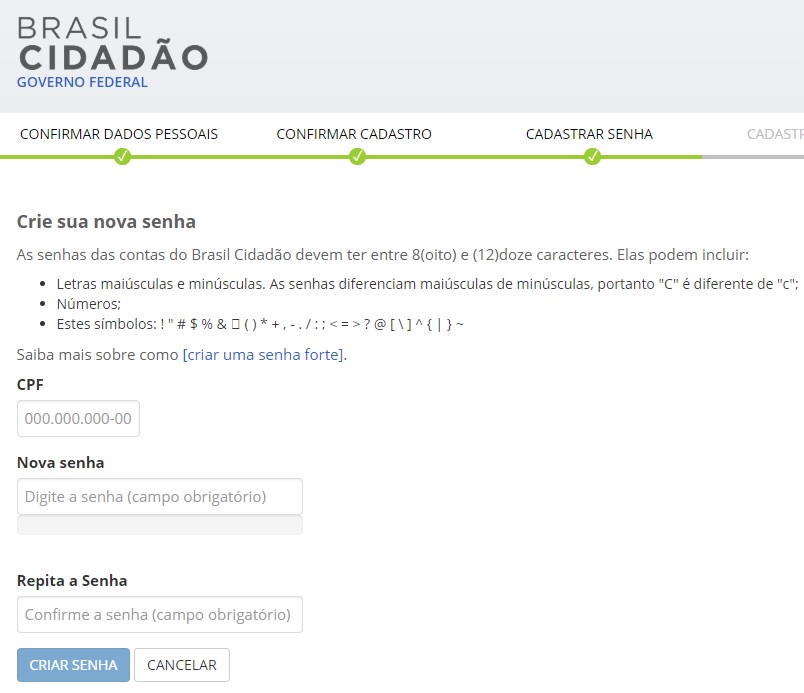 BRASIL
CIDADÃO
GOVERNO FEDERAL
CONFIRMAR DADOS PESSOAIS CONFIRMAR CADASTRO CADASTRAR SENHA CADASTR
Crie sua nova senha
As senhas das contas do Brasil Cidadão devem ter entre 8(oito) e (12)doze caracteres. Elas podem incluir:
• Letras maiúsculas e minúsculas. As senhas diferenciam maiúsculas de minúsculas, portanto "C" é diferente de "c";
• Números;
• Estes símbolos: ! " # $ % & ▯ ( ) * + , - . / : ; < = > ? @ [ \ ] ^ { | } ~
Saiba mais sobre como [criar uma senha forte].
CPF
000.000.000-00
Nova senha
Digite a senha (campo obrigatório)
Repita a Senha
Confirme a senha (campo obrigatório)
CRIAR SENHA CANCELAR